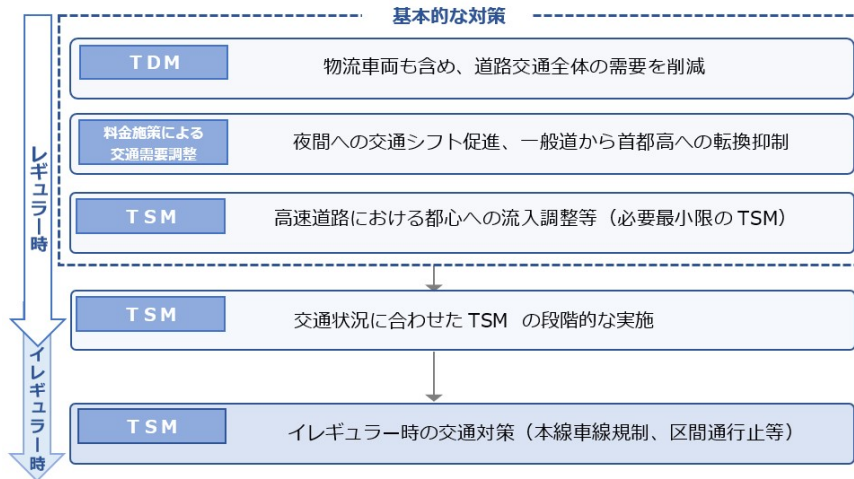 基本的な対策
TDM
物流車両も含め、道路交通全体の需要を削減
料金施策による
交通需要調整
夜間への交通シフト促進、一般道から首都高への転換抑制
TSM
高速道路における都心への流入調整等（必要最小限の TSM）
TSM
交通状況に合わせた TSM の段階的な実施
TSM
イレギュラー時の交通対策（本線車線規制、区間通行止等）
レギュラー時
イレギュラー時